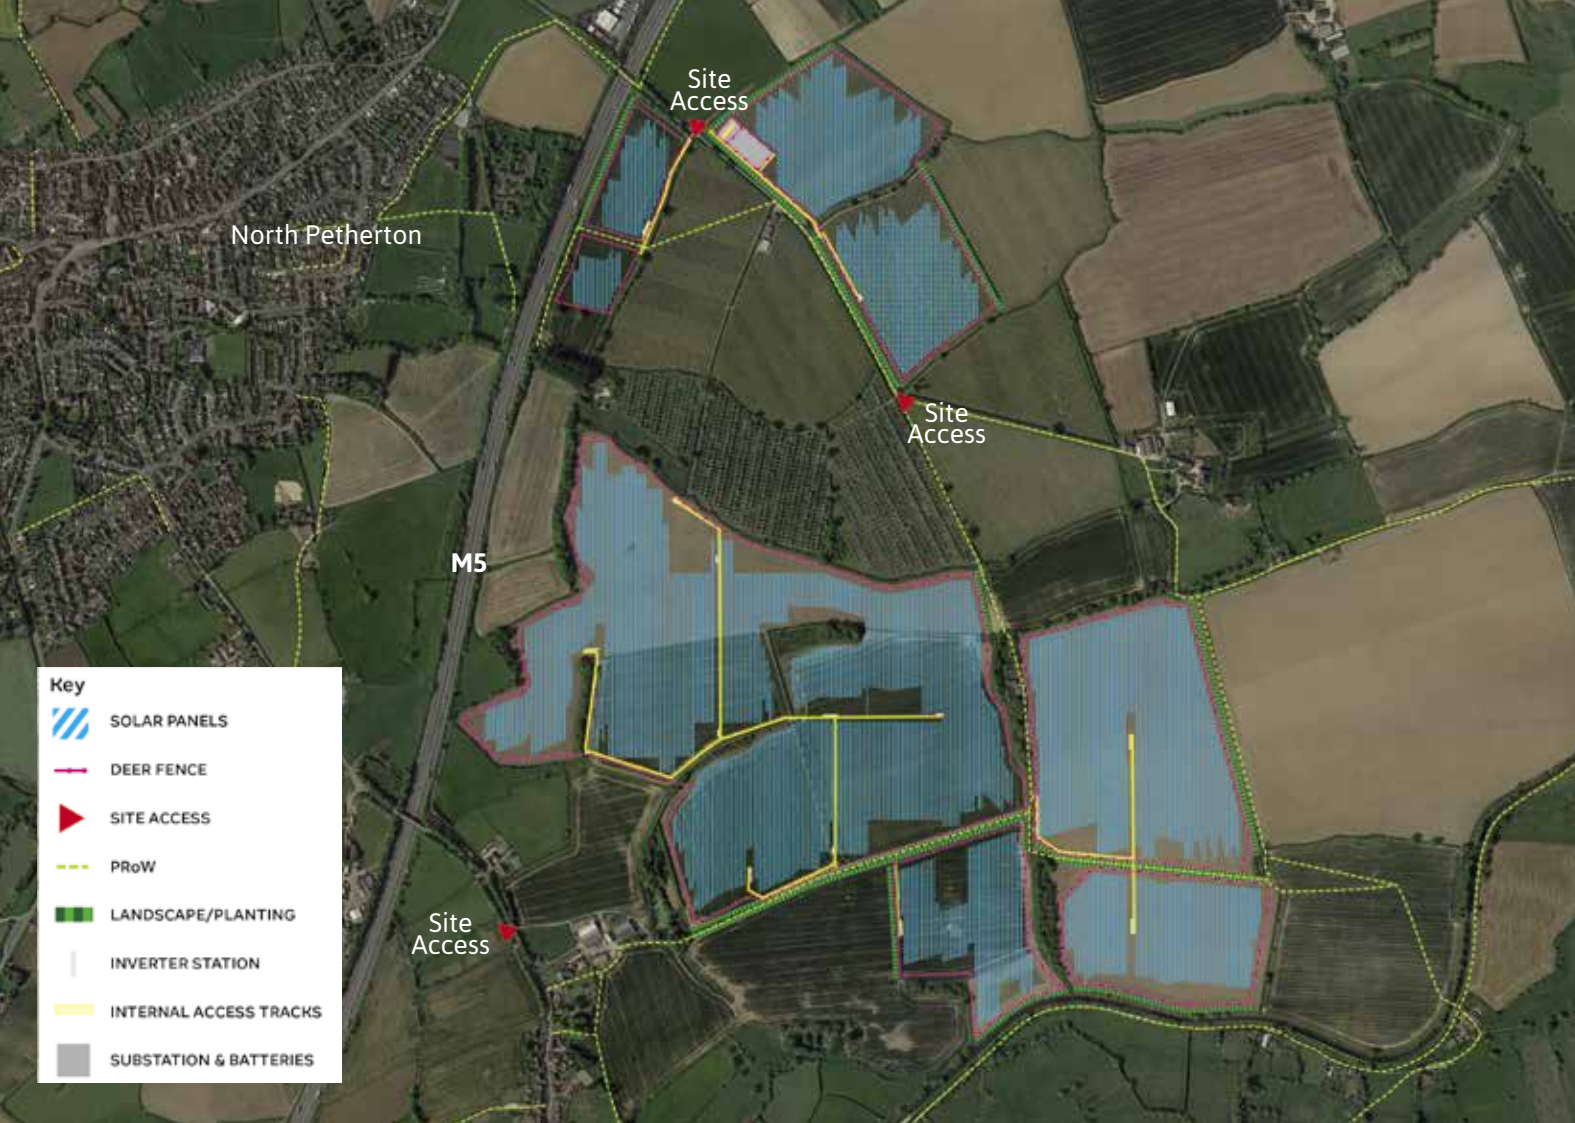 Site
Access
North Petherton
Site
Access
M5
Key
SOLAR PANELS
DEER FENCE
SITE ACCESS
PRoW
LANDSCAPE/PLANTING
INVERTER STATION
INTERNAL ACCESS TRACKS
SUBSTATION & BATTERIES
Site
Access